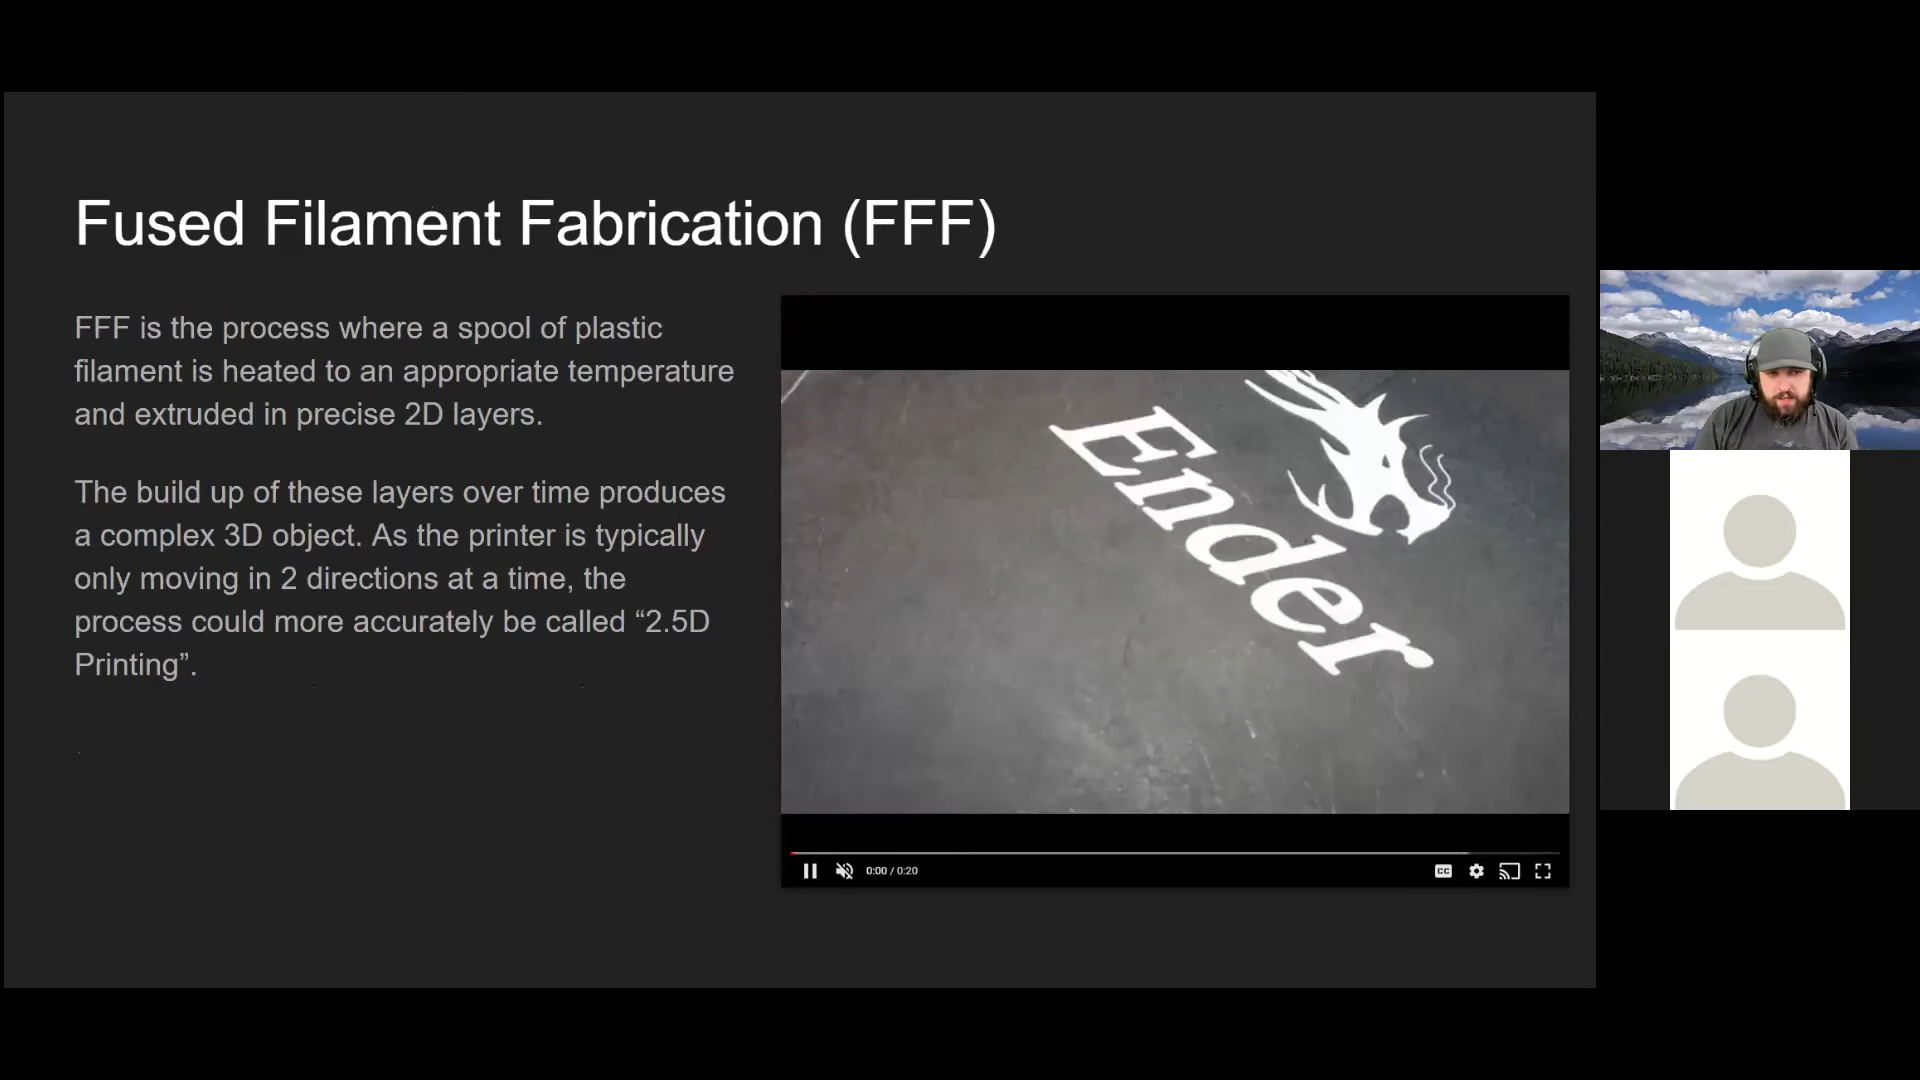 Fused Filament Fabrication (FFF)
FFF is the process where a spool of plastic
filament is heated to an appropriate temperature
and extruded in precise 2D layers.
The build up of these layers over time produces
a complex 3D object. As the printer is typically
only moving in 2 directions at a time, the
process could more accurately be called “2.5D
Printing”.
Ender
0:00 / 0:20
CC